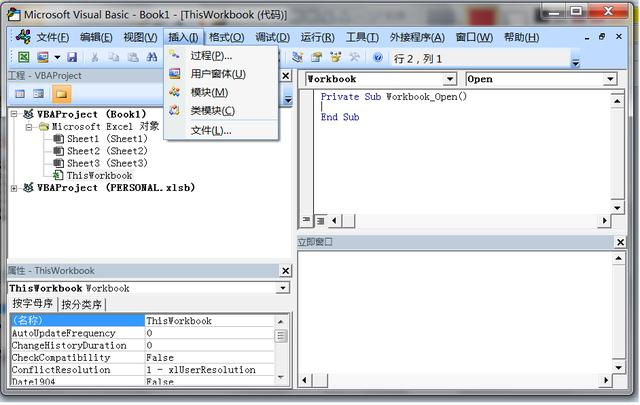 Microsoft Visual Basic - Book1 - [ThisWorkbook (代码)]
文件(F) 编辑(E) 视图(V) 插入(I) 格式(O) 调试(D) 运行(R) 工具(T) 外接程序(A) 窗口(W) 帮助(H)
过程(P)...
用户窗体(U)
模块(M)
类模块(C)
文件(L)...
行 2 , 列 1
工程 - VBAProject
VBAProject (Book1)
Microsoft Excel 对象
Sheet1 (Sheet1)
Sheet2 (Sheet2)
Sheet3 (Sheet3)
ThisWorkbook
VBAProject (PERSONAL.xlsb)
Workbook Open
Private Sub Workbook_Open()
End Sub
立即窗口
属性 - ThisWorkbook
ThisWorkbook Workbook
按字母序 按分类序
(名称) ThisWorkbook
AutoUpdateFrequency 0
ChangeHistoryDuration 0
CheckCompatibility False
ConflictResolution 1 - xlUserResolution
Date1904 False